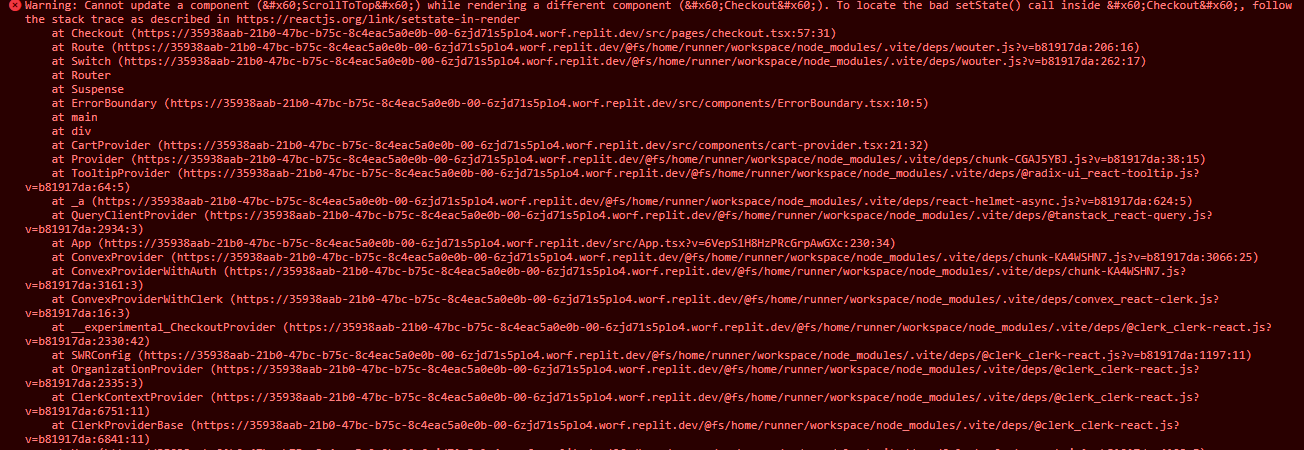 Warning: Cannot update a component (&#x60;ScrollToTop&#x60;) while rendering a different component (&#x60;Checkout&#x60;). To locate the bad setState() call inside &#x60;Checkout&#x60;, follow
the stack trace as described in https://reactjs.org/link/setstate-in-render
at Checkout (https://35938aab-21b0-47bc-b75c-8c4eac5a0e0b-00-6zjd71s5plo4.worf.replit.dev/src/pages/checkout.tsx:57:31)
at Route (https://35938aab-21b0-47bc-b75c-8c4eac5a0e0b-00-6zjd71s5plo4.worf.replit.dev/@fs/home/runner/workspace/node_modules/.vite/deps/wouter.js?v=b81917da:206:16)
at Switch (https://35938aab-21b0-47bc-b75c-8c4eac5a0e0b-00-6zjd71s5plo4.worf.replit.dev/@fs/home/runner/workspace/node_modules/.vite/deps/wouter.js?v=b81917da:262:17)
at Router
at Suspense
at ErrorBoundary (https://35938aab-21b0-47bc-b75c-8c4eac5a0e0b-00-6zjd71s5plo4.worf.replit.dev/src/components/ErrorBoundary.tsx:10:5)
at main
at div
at CartProvider (https://35938aab-21b0-47bc-b75c-8c4eac5a0e0b-00-6zjd71s5plo4.worf.replit.dev/src/components/cart-provider.tsx:21:32)
at Provider (https://35938aab-21b0-47bc-b75c-8c4eac5a0e0b-00-6zjd71s5plo4.worf.replit.dev/@fs/home/runner/workspace/node_modules/.vite/deps/chunk-CGAJ5YBJ.js?v=b81917da:38:15)
at TooltipProvider (https://35938aab-21b0-47bc-b75c-8c4eac5a0e0b-00-6zjd71s5plo4.worf.replit.dev/@fs/home/runner/workspace/node_modules/.vite/deps/@radix-ui_react-tooltip.js?
v=b81917da:64:5)
at _a (https://35938aab-21b0-47bc-b75c-8c4eac5a0e0b-00-6zjd71s5plo4.worf.replit.dev/@fs/home/runner/workspace/node_modules/.vite/deps/react-helmet-async.js?v=b81917da:624:5)
at QueryClientProvider (https://35938aab-21b0-47bc-b75c-8c4eac5a0e0b-00-6zjd71s5plo4.worf.replit.dev/@fs/home/runner/workspace/node_modules/.vite/deps/@tanstack_react-query.js?
v=b81917da:2934:3)
at App (https://35938aab-21b0-47bc-b75c-8c4eac5a0e0b-00-6zjd71s5plo4.worf.replit.dev/src/App.tsx?v=6VepS1H8HzPRcGrpAwGXc:230:34)
at ConvexProvider (https://35938aab-21b0-47bc-b75c-8c4eac5a0e0b-00-6zjd71s5plo4.worf.replit.dev/@fs/home/runner/workspace/node_modules/.vite/deps/chunk-KA4WSHN7.js?v=b81917da:3066:25)
at ConvexProviderWithAuth (https://35938aab-21b0-47bc-b75c-8c4eac5a0e0b-00-6zjd71s5plo4.worf.replit.dev/@fs/home/runner/workspace/node_modules/.vite/deps/chunk-KA4WSHN7.js?
v=b81917da:3161:3)
at ConvexProviderWithClerk (https://35938aab-21b0-47bc-b75c-8c4eac5a0e0b-00-6zjd71s5plo4.worf.replit.dev/@fs/home/runner/workspace/node_modules/.vite/deps/convex_react-clerk.js?
v=b81917da:16:3)
at __experimental_CheckoutProvider (https://35938aab-21b0-47bc-b75c-8c4eac5a0e0b-00-6zjd71s5plo4.worf.replit.dev/@fs/home/runner/workspace/node_modules/.vite/deps/@clerk_clerk-react.js?
v=b81917da:2330:42)
at SWRConfig (https://35938aab-21b0-47bc-b75c-8c4eac5a0e0b-00-6zjd71s5plo4.worf.replit.dev/@fs/home/runner/workspace/node_modules/.vite/deps/@clerk_clerk-react.js?v=b81917da:1197:11)
at OrganizationProvider (https://35938aab-21b0-47bc-b75c-8c4eac5a0e0b-00-6zjd71s5plo4.worf.replit.dev/@fs/home/runner/workspace/node_modules/.vite/deps/@clerk_clerk-react.js?
v=b81917da:2335:3)
at ClerkContextProvider (https://35938aab-21b0-47bc-b75c-8c4eac5a0e0b-00-6zjd71s5plo4.worf.replit.dev/@fs/home/runner/workspace/node_modules/.vite/deps/@clerk_clerk-react.js?
v=b81917da:6751:11)
at ClerkProviderBase (https://35938aab-21b0-47bc-b75c-8c4eac5a0e0b-00-6zjd71s5plo4.worf.replit.dev/@fs/home/runner/workspace/node_modules/.vite/deps/@clerk_clerk-react.js?
v=b81917da:6841:11)